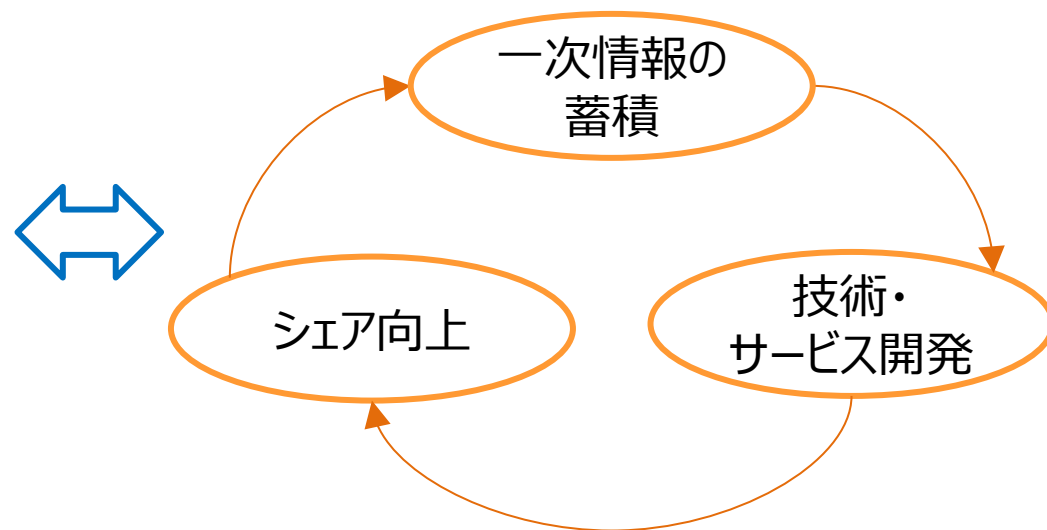 一次情報の
蓄積
技術・
サービス開発
シェア向上